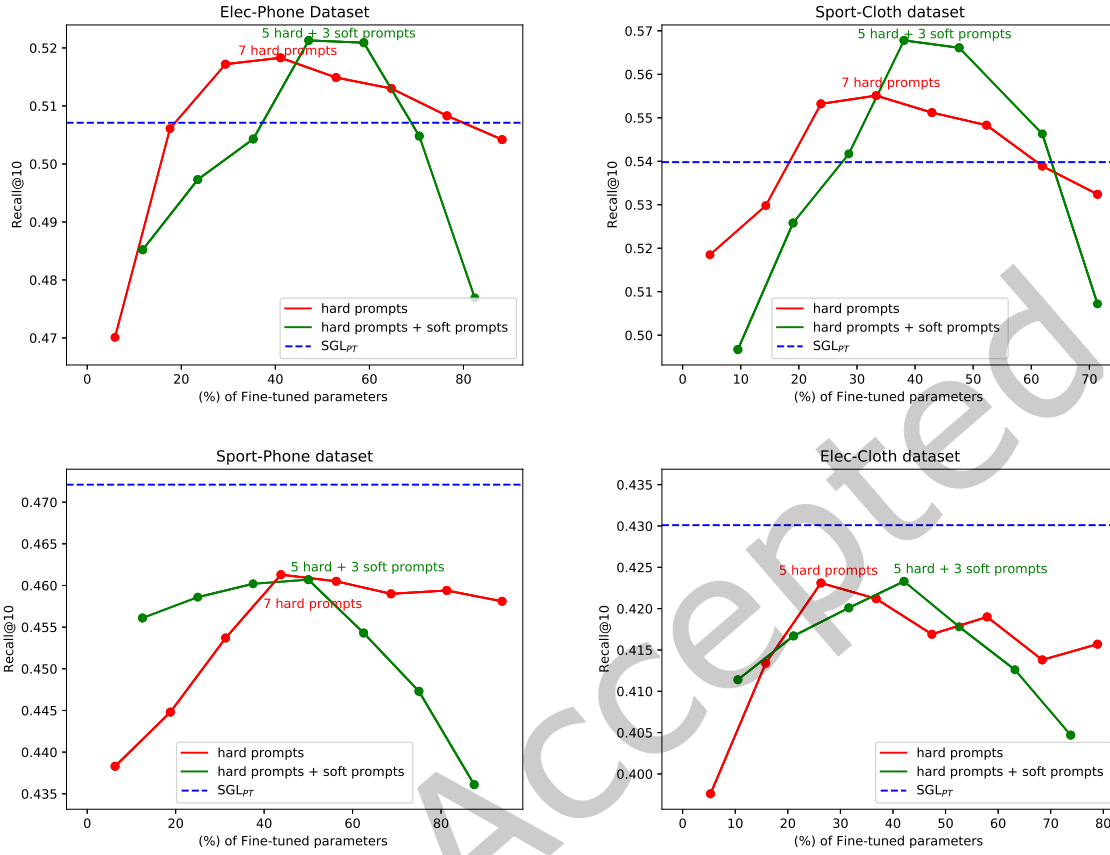 Elec-Phone Dataset
0.52
0.51
0.50
0.49
0.48
0.47
Recall@10
5 hard + 3 soft prompts
7 hard prompts
hard prompts
hard prompts + soft prompts
SGL_PT
0 20 40 60 80
(%) of Fine-tuned parameters
Sport-Cloth dataset
0.57
0.56
0.55
0.54
0.53
0.52
0.51
0.50
Recall@10
5 hard + 3 soft prompts
7 hard prompts
hard prompts
hard prompts + soft prompts
SGL_PT
0 10 20 30 40 50 60 70
(%) of Fine-tuned parameters
Sport-Phone dataset
0.470
0.465
0.460
0.455
0.450
0.445
0.440
0.435
Recall@10
5 hard + 3 soft prompts
7 hard prompts
hard prompts
hard prompts + soft prompts
SGL_PT
0 20 40 60 80
(%) of Fine-tuned parameters
Elec-Cloth dataset
0.435
0.430
0.425
0.420
0.415
0.410
0.405
0.400
Recall@10
5 hard prompts
5 hard + 3 soft prompts
hard prompts
hard prompts + soft prompts
SGL_PT
0 10 20 30 40 50 60 70 80
(%) of Fine-tuned parameters
Accepted